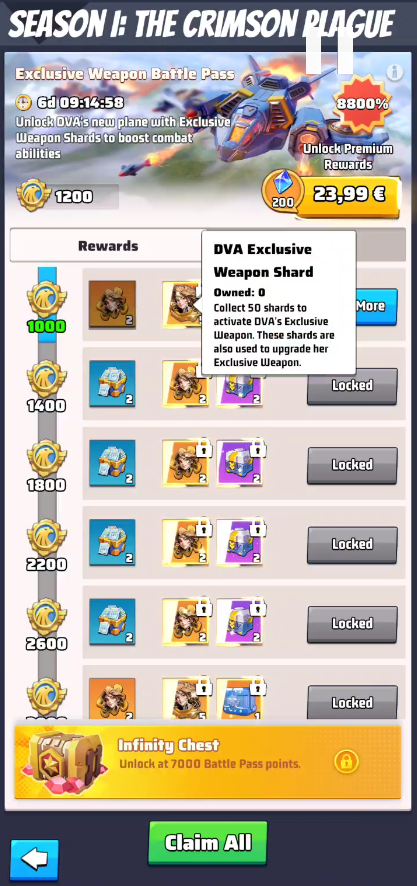 SEASON 1: THE CRIMSON PLAGUE
Exclusive Weapon Battle Pass
6d 09:14:58
Unlock DVA's new plane with Exclusive
Weapon Shards to boost combat
abilities
8800%
Unlock Premium
Rewards
1200
200
23,99 €
Rewards
DVA Exclusive
Weapon Shard
Owned: 0
Collect 50 shards to
activate DVA's Exclusive
Weapon. These shards are
also used to upgrade her
Exclusive Weapon.
1000
2
More
1400
2
2
2
Locked
1800
2
2
2
Locked
2200
2
2
2
Locked
2600
2
2
2
Locked
2
5
1
Locked
Infinity Chest
Unlock at 7000 Battle Pass points.
Claim All